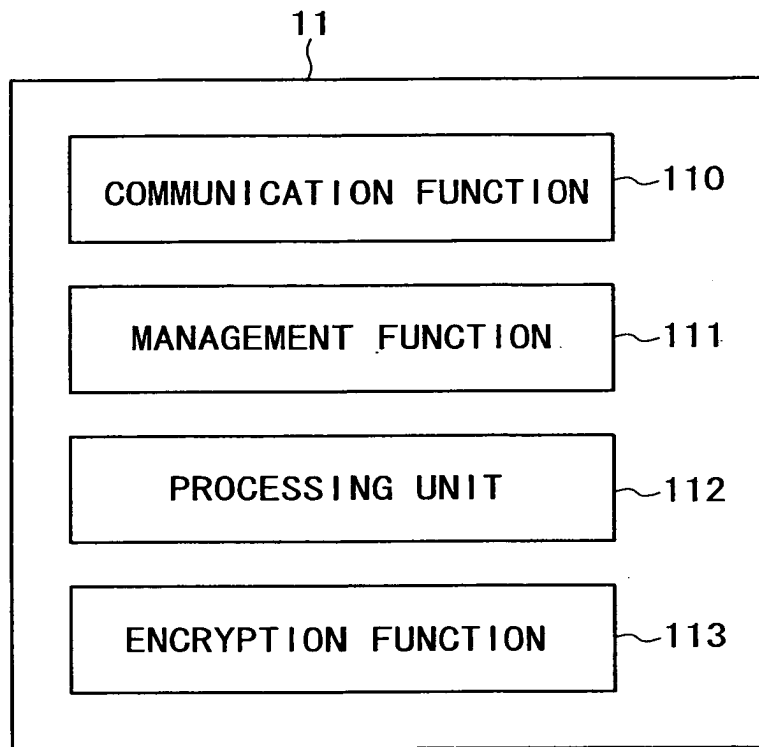 11
COMMUNICATION FUNCTION
110
MANAGEMENT FUNCTION
111
PROCESSING UNIT
112
ENCRYPTION FUNCTION
113